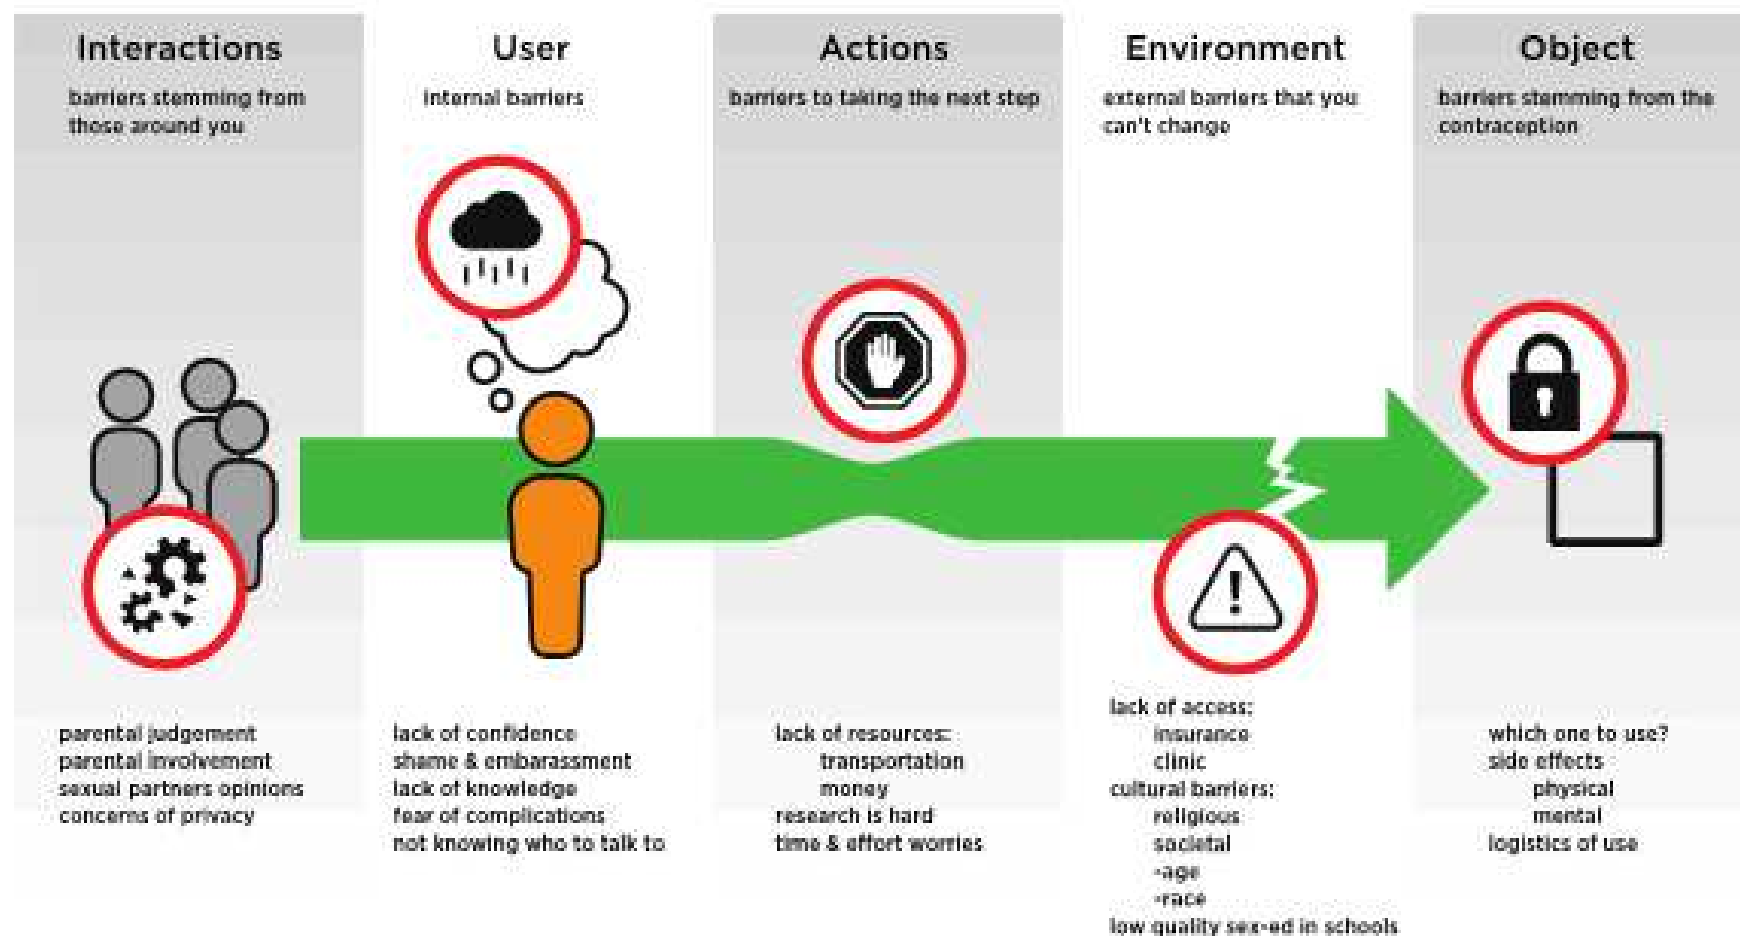 Interactions
barriers stemming from
those around you
User
internal barriers
Actions
barriers to taking the next step
Environment
external barriers that you
can't change
Object
barriers stemming from the
contraception
!
parental judgement
parental involvement
sexual partners opinions
concerns of privacy
lack of confidence
shame & embarassment
lack of knowledge
fear of complications
not knowing who to talk to
lack of resources:
transportation
money
research is hard
time & effort worries
lack of access:
insurance
clinic
cultural barriers:
religious
societal
-age
-race
low quality sex-ed in schools
which one to use?
side effects
physical
mental
logistics of use